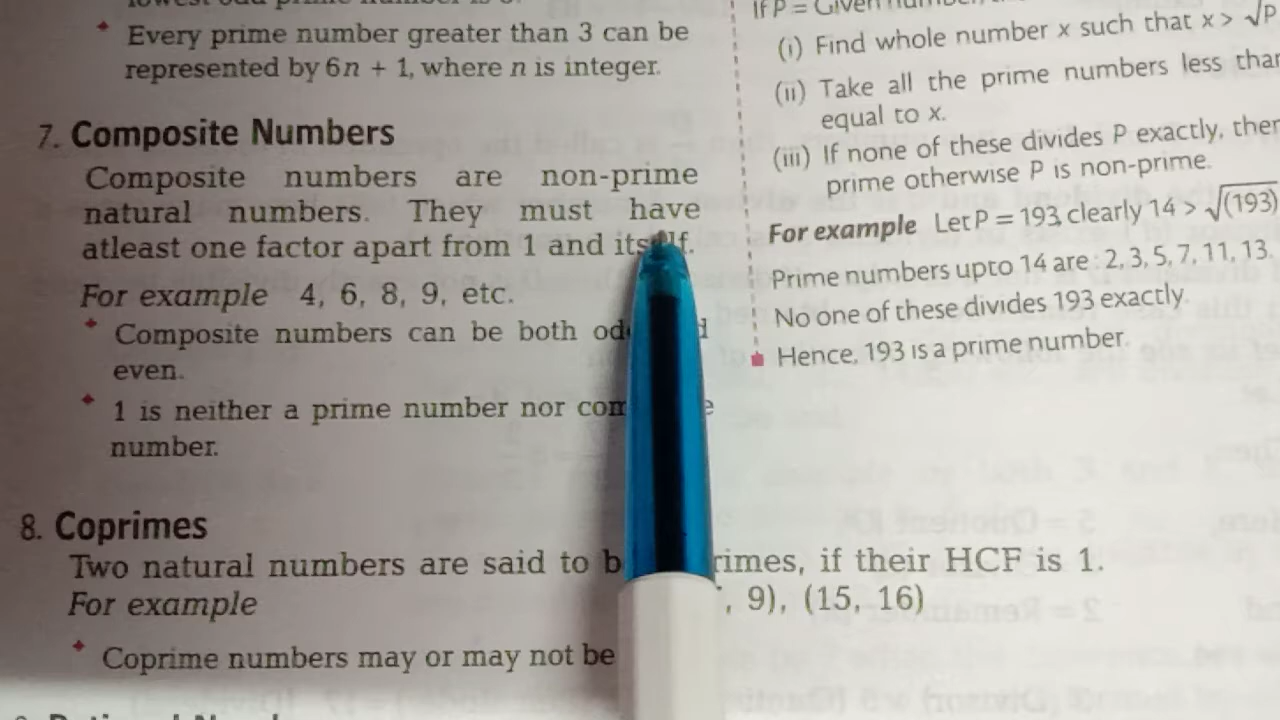 Every prime number greater than 3 can be
represented by 6n + 1, where n is integer.
7. Composite Numbers
Composite numbers are non-prime
natural numbers. They must have
atleast one factor apart from 1 and itself.
For example 4, 6, 8, 9, etc.
Composite numbers can be both odd and
even.
1 is neither a prime number nor
number.
8. Coprimes
Two natural numbers are said to be coprimes, if their HCF is 1.
For example , 9), (15, 16)
Coprime numbers may or may not be
If P = Given
(i) Find whole number x such that x > √P
(ii) Take all the prime numbers less
equal to x.
(iii) If none of these divides P exactly,
prime otherwise P is non-prime.
For example Let P = 193 clearly 14 > √(193)
Prime numbers upto 14 are : 2, 3, 5, 7, 11, 13.
No one of these divides 193 exactly.
Hence, 193 is a prime number.